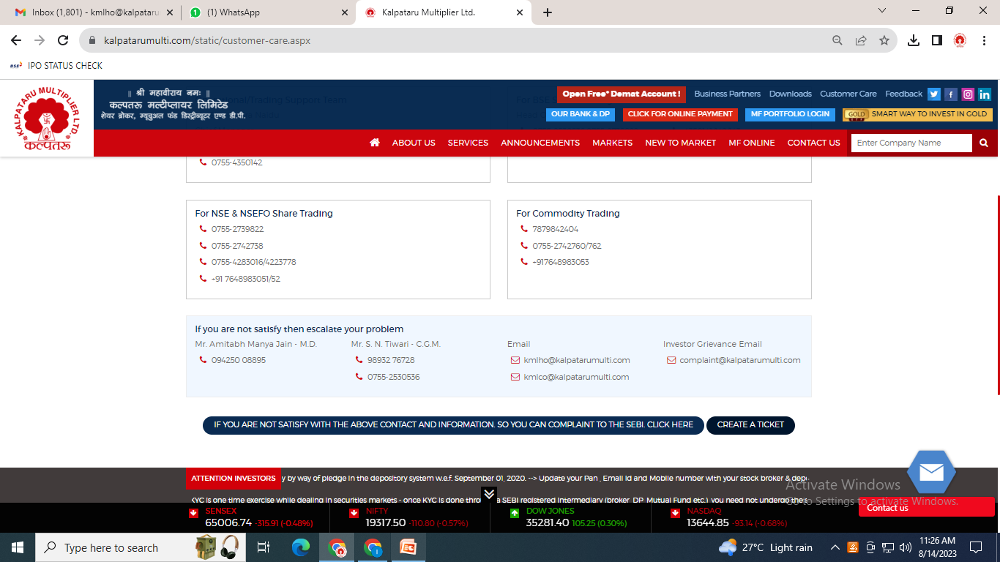 Inbox (1,801) - kmlho@kalpataru
(1) WhatsApp
Kalpataru Multiplier Ltd.
kalpatarumulti.com/static/customer-care.aspx
BSE IPO STATUS CHECK
KALPATARU MULTIPLIER LTD.
कल्पतरू
॥ श्री महावीराय नमः ॥
कल्पतरू मल्टीप्लायर लिमिटेड
शेयर ब्रोकर, म्युचुअल फंड डिस्ट्रीब्यूटर एण्ड डी.पी.
Open Free* Demat Account ! Business Partners Downloads Customer Care Feedback
OUR BANK & DP CLICK FOR ONLINE PAYMENT MF PORTFOLIO LOGIN GOLD SMART WAY TO INVEST IN GOLD
ABOUT US SERVICES ANNOUNCEMENTS MARKETS NEW TO MARKET MF ONLINE CONTACT US Enter Company Name
0755-4350142
For NSE & NSEFO Share Trading
0755-2739822
0755-2742738
0755-4283016/4223778
+91 7648983051/52
For Commodity Trading
7879842404
0755-2742760/762
+917648983053
If you are not satisfy then escalate your problem
Mr. Amitabh Manya Jain - M.D.
094250 08895
Mr. S. N. Tiwari - C.G.M.
98932 76728
0755-2530536
Email
kmlho@kalpatarumulti.com
kmlco@kalpatarumulti.com
Investor Grievance Email
complaint@kalpatarumulti.com
IF YOU ARE NOT SATISFY WITH THE ABOVE CONTACT AND INFORMATION. SO YOU CAN COMPLAINT TO THE SEBI. CLICK HERE
CREATE A TICKET
ATTENTION INVESTORS y by way of pledge in the depository system w.e.f. September 01, 2020. --> Update your Pan , Email Id and Mobile number with your stock broker & dep
KYC is one time exercise while dealing in securities markets - once KYC is done through a SEBI registered intermediary (broker, DP, Mutual Fund etc.), you need not undergo the s
Activate Windows
Go to Settings to activate Windows.
Contact us
SENSEX
65006.74 -315.91 (-0.48%)
NIFTY
19317.50 -110.80 (-0.57%)
DOW JONES
35281.40 105.25 (0.30%)
NASDAQ
13644.85 -93.14 (-0.68%)
Type here to search
27°C Light rain
11:26 AM
8/14/2023